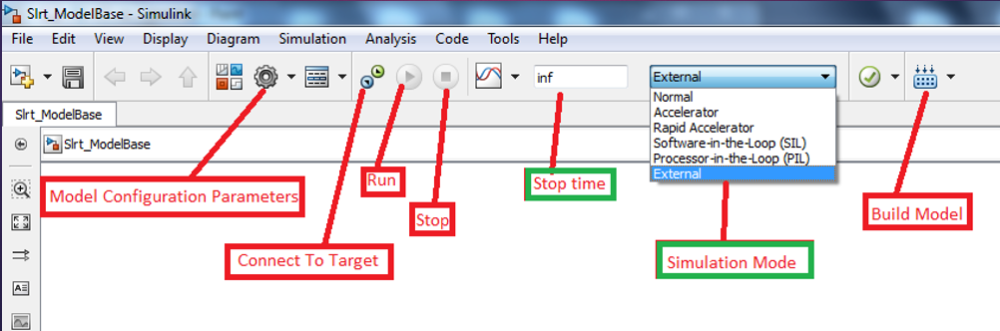 Slrt_ModelBase - Simulink
File Edit View Display Diagram Simulation Analysis Code Tools Help
inf
External
Normal
Accelerator
Rapid Accelerator
Software-in-the-Loop (SIL)
Processor-in-the-Loop (PIL)
External
Slrt_ModelBase
Slrt_ModelBase
Model Configuration Parameters
Run
Stop time
Stop
Build Model
Connect To Target
Simulation Mode